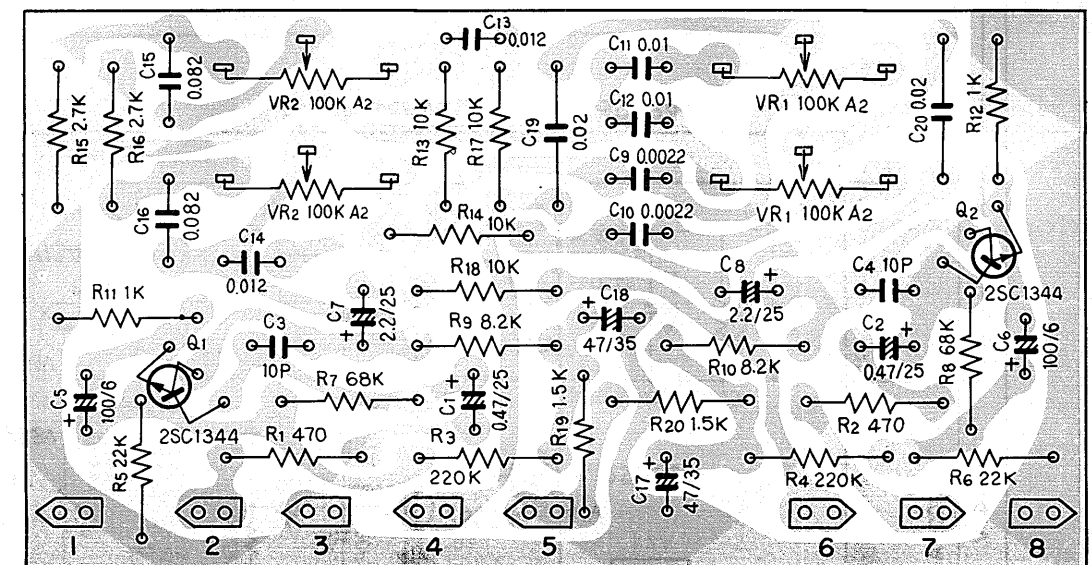 C13
0.012
C15
0.082
VR2 100K A2
C11 0.01
VR1 100K A2
R15 2.7K
R16 2.7K
R13 10K
R17 10K
C19
0.02
C12 0.01
C20 0.02
R12 1K
C9 0.0022
C16
0.082
VR2 100K A2
C10 0.0022
VR1 100K A2
Q2
R14
10K
C14
0.012
R18 10K
C8
+
2.2/25
C4 10P
2SC1344
R11 1K
C7
+
2.2/25
R9 8.2K
+
C18
47/35
R10 8.2K
C2
+
0.47/25
R8 68K
C6
+
100/6
Q1
C3
10P
C5
+
100/6
R7 68K
C1
+
0.47/25
R19 1.5K
R20 1.5K
R2 470
2SC1344
R5 22K
R1 470
R3
220K
C17
+
47/35
R4 220K
R6 22K
1 2 3 4 5 6 7 8